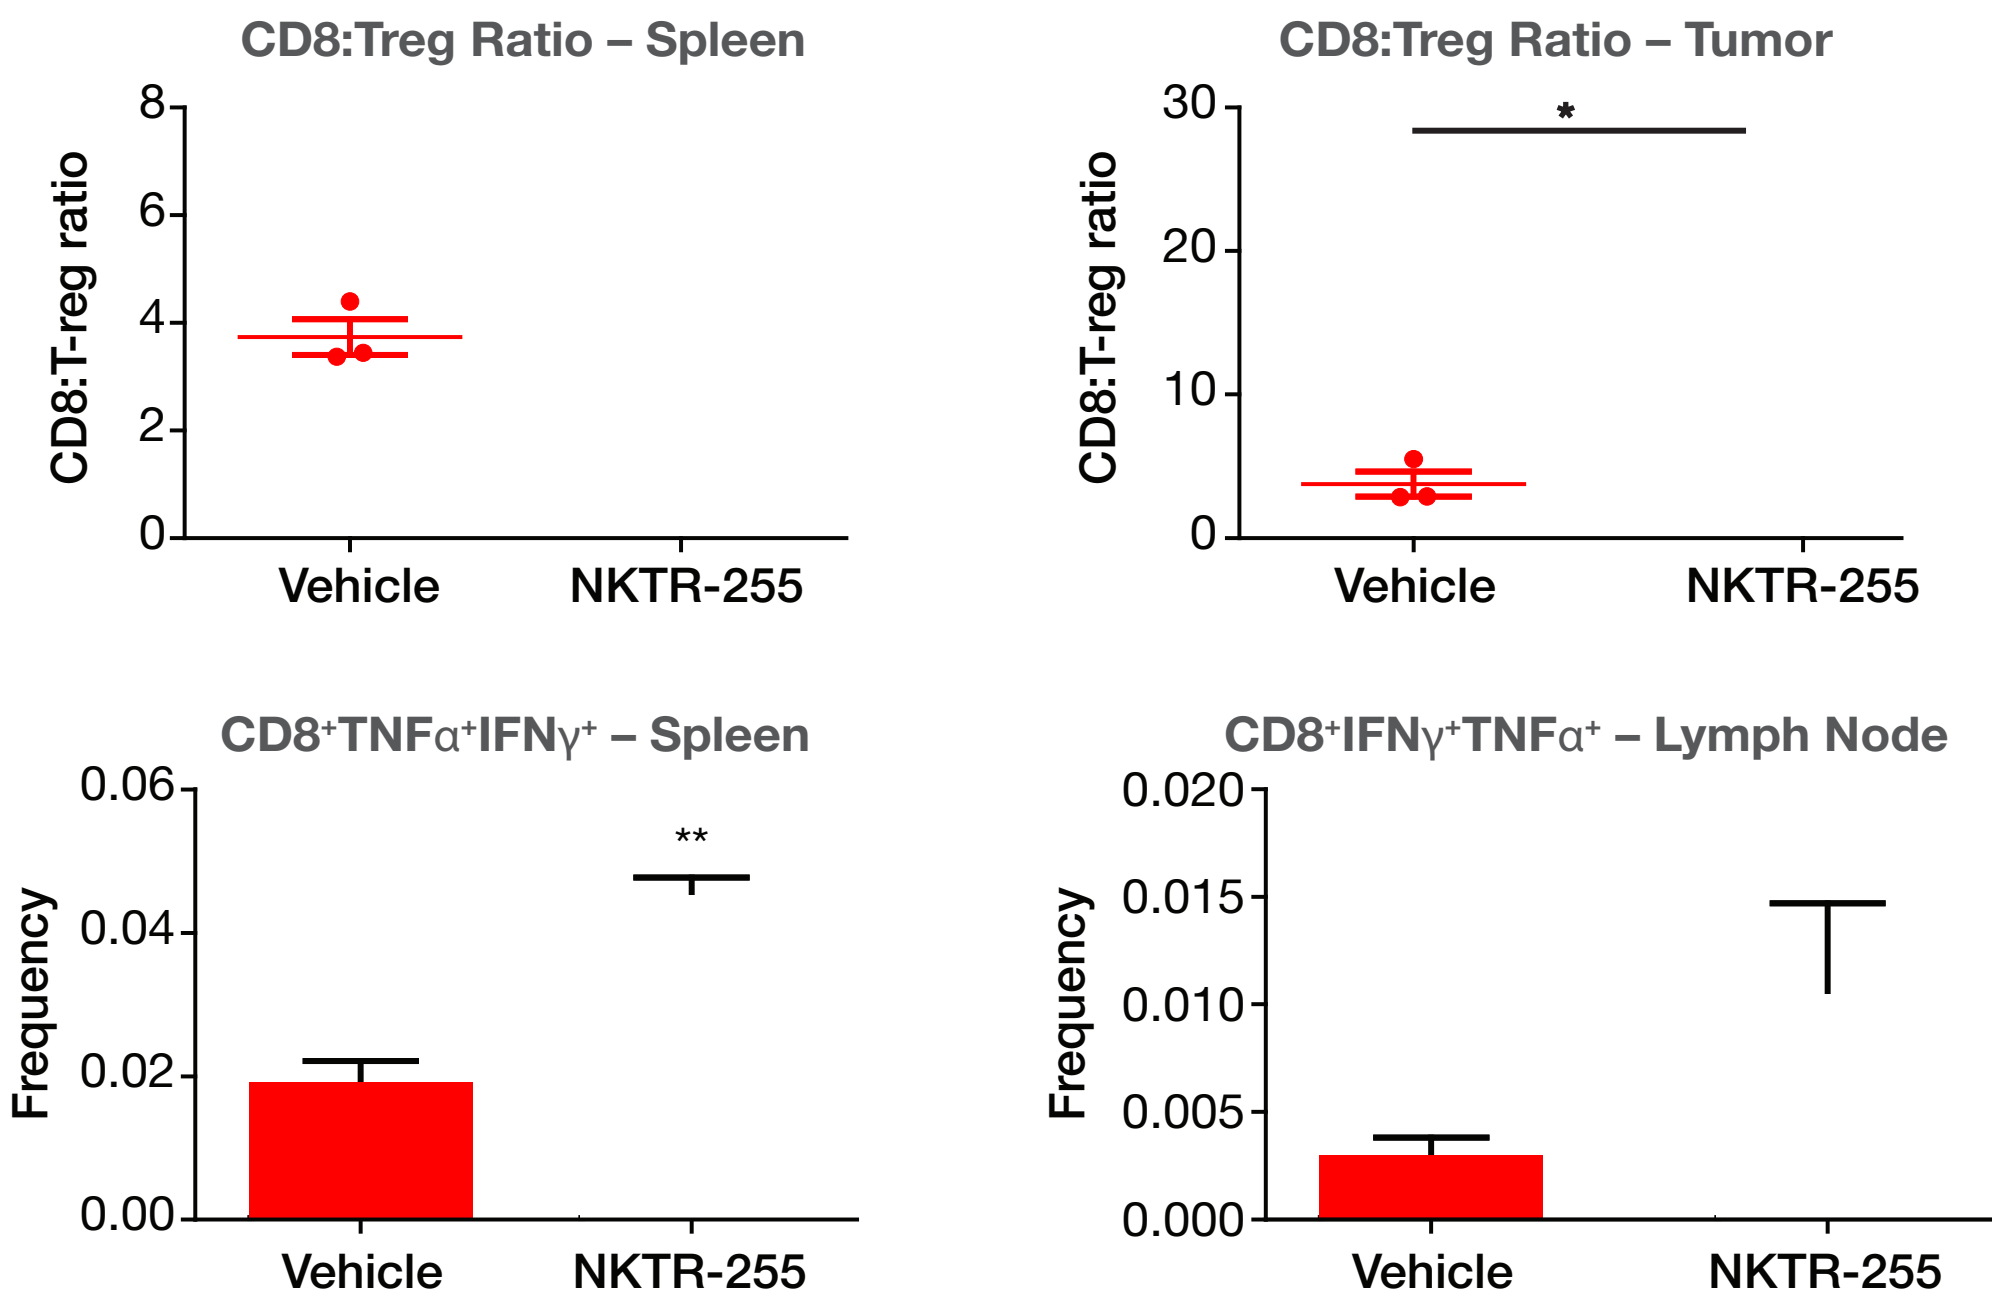 CD8:Treg Ratio – Spleen
8
6
4
2
0
CD8:T-reg ratio
Vehicle
NKTR-255
CD8:Treg Ratio – Tumor
30
20
10
0
CD8:T-reg ratio
*
Vehicle
NKTR-255
CD8⁺TNFα⁺IFNγ⁺ – Spleen
0.06
0.04
0.02
0.00
Frequency
**
Vehicle
NKTR-255
CD8⁺IFNγ⁺TNFα⁺ – Lymph Node
0.020
0.015
0.010
0.005
0.000
Frequency
Vehicle
NKTR-255